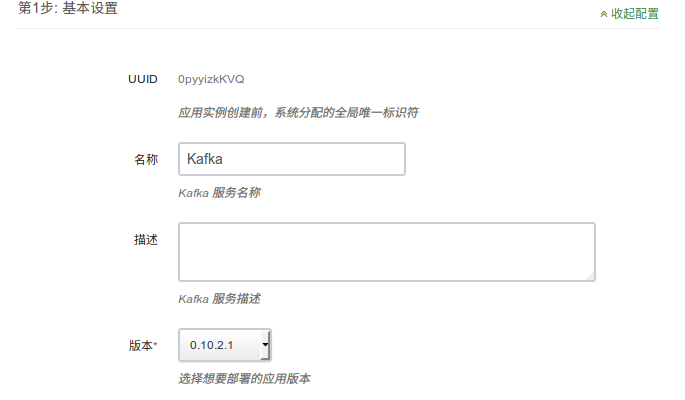 第1步: 基本设置
收起配置
UUID 0pyyizkKVQ
应用实例创建前，系统分配的全局唯一标识符
名称 Kafka
Kafka 服务名称
描述
Kafka 服务描述
版本* 0.10.2.1
选择想要部署的应用版本